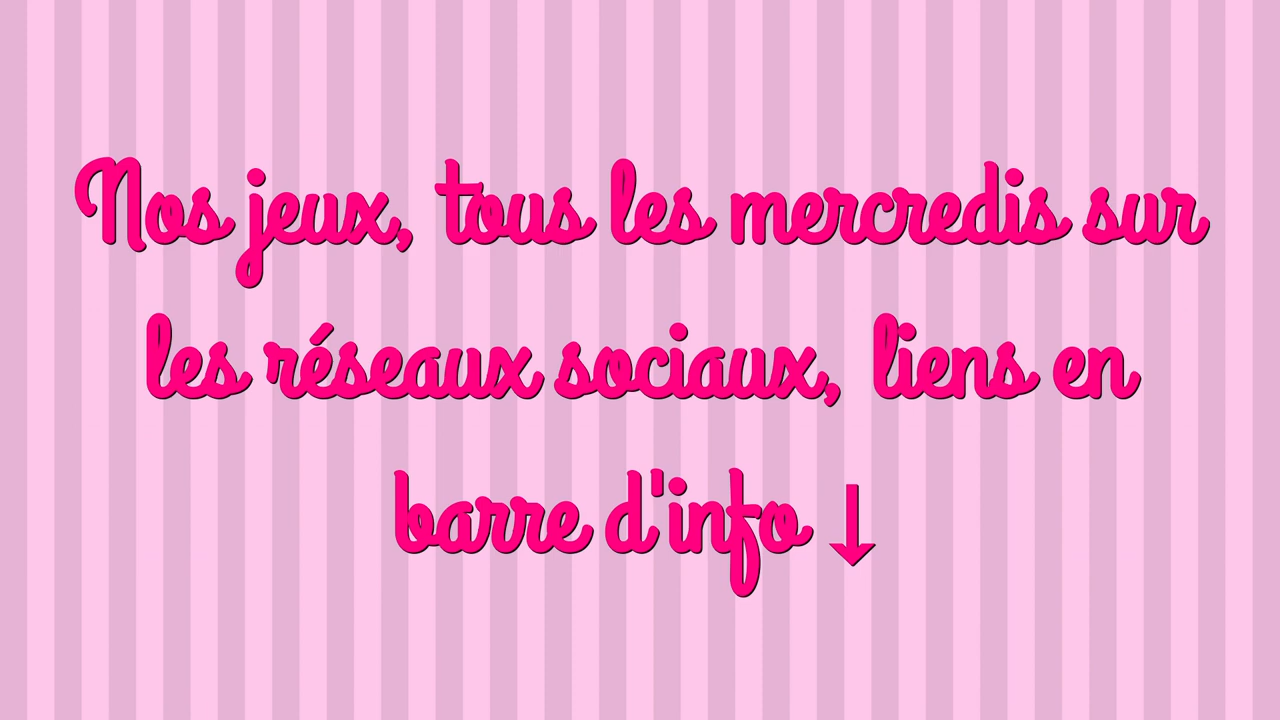 Nos jeux, tous les mercredis sur
les réseaux sociaux, liens en
barre d'info ↓